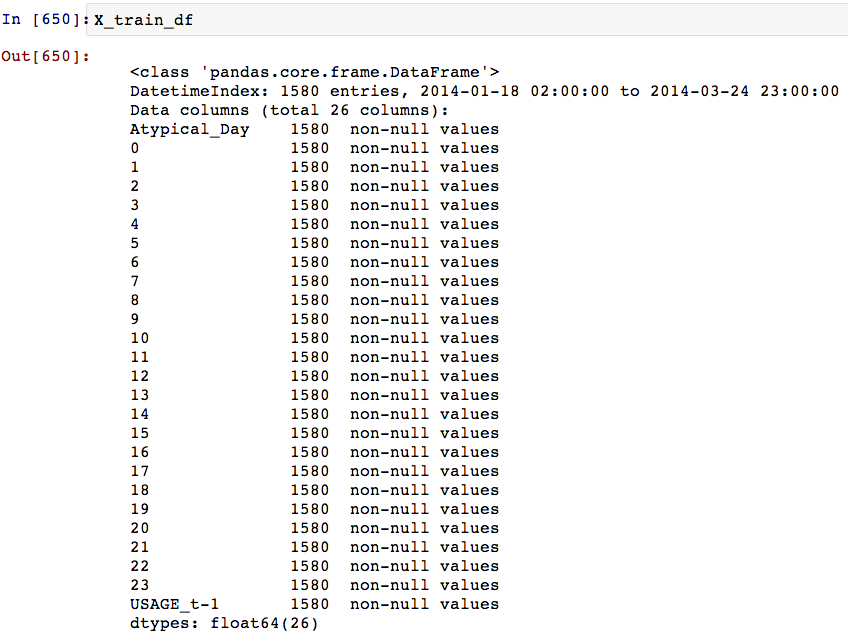 In [650]: X_train_df
Out[650]:
<class 'pandas.core.frame.DataFrame'>
DatetimeIndex: 1580 entries, 2014-01-18 02:00:00 to 2014-03-24 23:00:00
Data columns (total 26 columns):
Atypical_Day    1580  non-null values
0               1580  non-null values
1               1580  non-null values
2               1580  non-null values
3               1580  non-null values
4               1580  non-null values
5               1580  non-null values
6               1580  non-null values
7               1580  non-null values
8               1580  non-null values
9               1580  non-null values
10              1580  non-null values
11              1580  non-null values
12              1580  non-null values
13              1580  non-null values
14              1580  non-null values
15              1580  non-null values
16              1580  non-null values
17              1580  non-null values
18              1580  non-null values
19              1580  non-null values
20              1580  non-null values
21              1580  non-null values
22              1580  non-null values
23              1580  non-null values
USAGE_t-1       1580  non-null values
dtypes: float64(26)